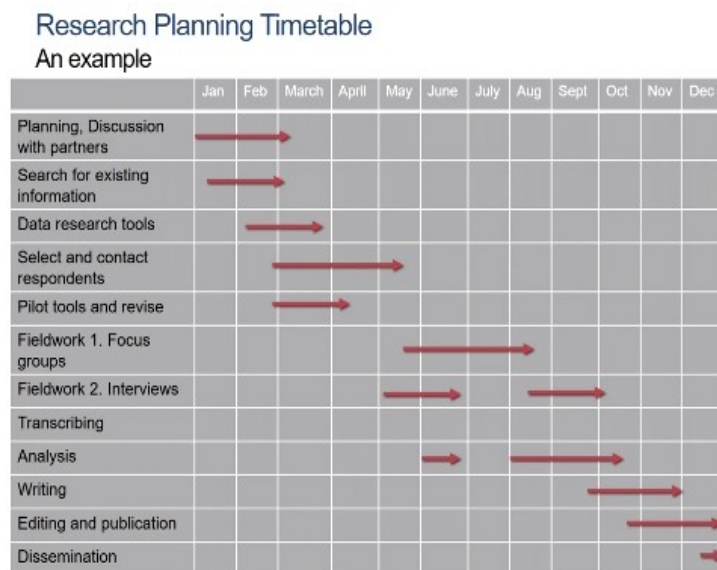 Research Planning Timetable
An example
Jan Feb March April May June July Aug Sept Oct Nov Dec
Planning, Discussion
with partners
Search for existing
information
Data research tools
Select and contact
respondents
Pilot tools and revise
Fieldwork 1. Focus
groups
Fieldwork 2. Interviews
Transcribing
Analysis
Writing
Editing and publication
Dissemination